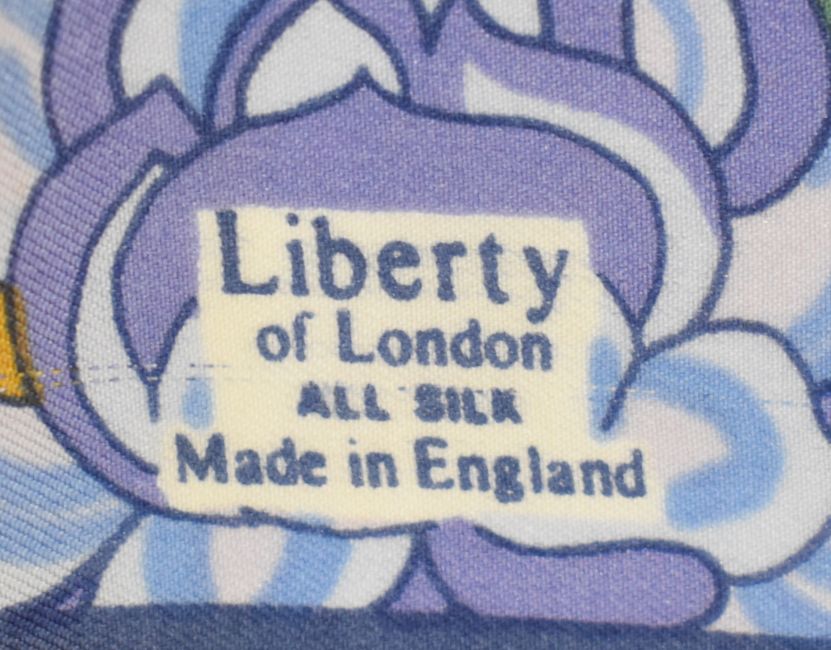 Liberty
of London
ALL SILK
Made in England